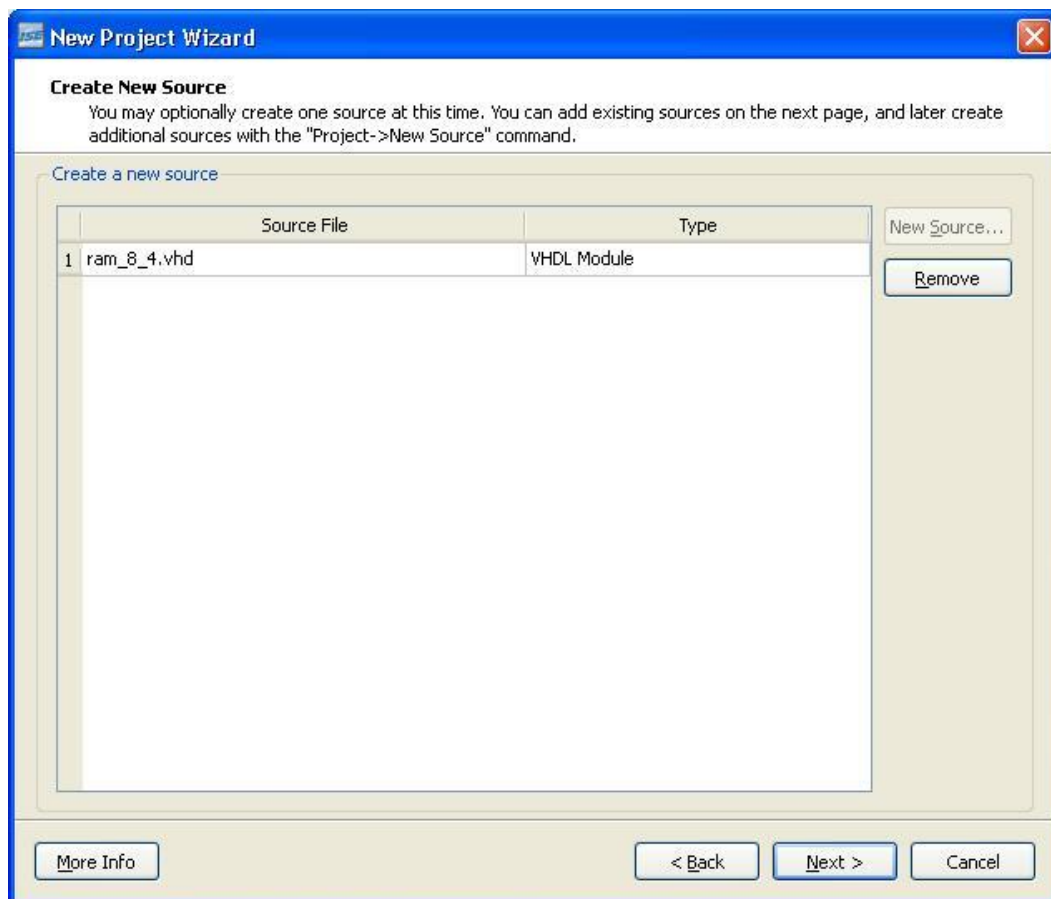 ISE New Project Wizard
Create New Source
You may optionally create one source at this time. You can add existing sources on the next page, and later create
additional sources with the "Project->New Source" command.
Create a new source
Source File Type
New Source...
1 ram_8_4.vhd VHDL Module
Remove
More Info < Back Next > Cancel